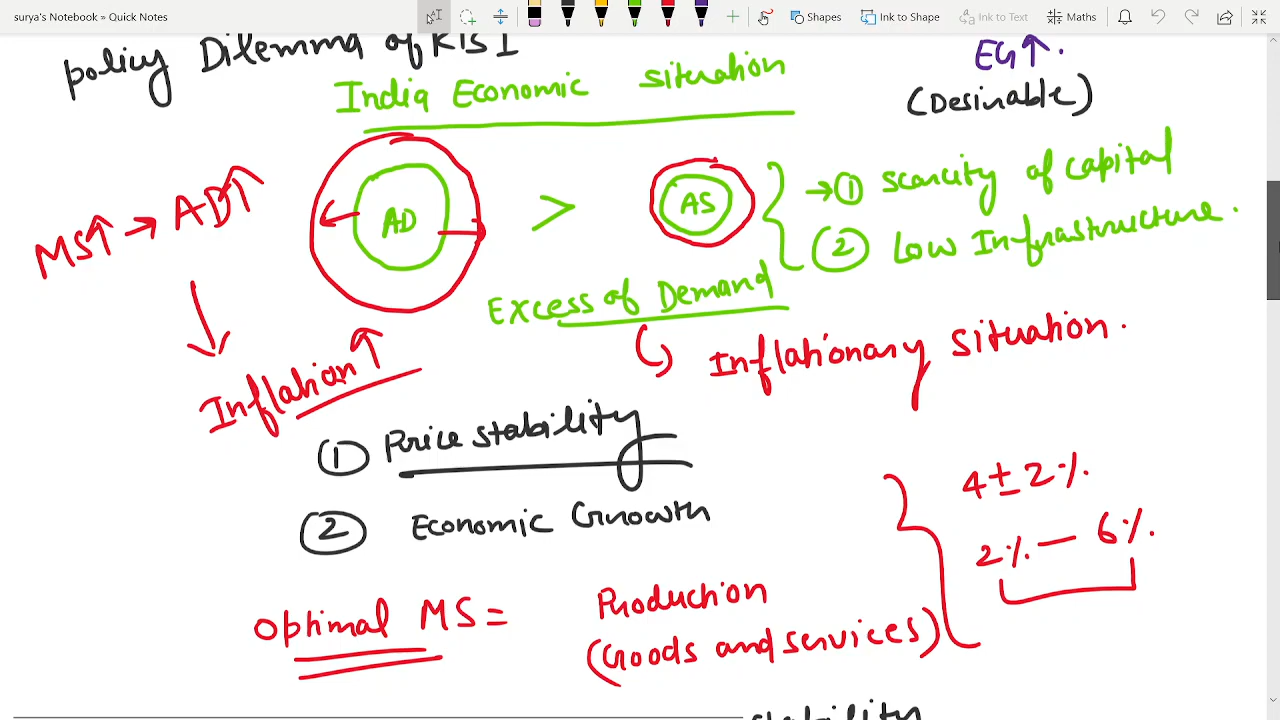 surya's Notebook » Quick Notes
Shapes
Ink to Shape
Ink to Text
Maths
policy Dilemma of RBI
EG↑.
India Economic situation
(Desirable)
MS↑ → AD↑
AD > AS
→ ① Scarcity of capital
② Low Infrastructure.
Excess of Demand
Inflationary situation.
Inflation ↑
① Price stability
② Economic Growth
4 ± 2%.
2% — 6%.
Optimal MS =
Production
(Goods and services)
stability